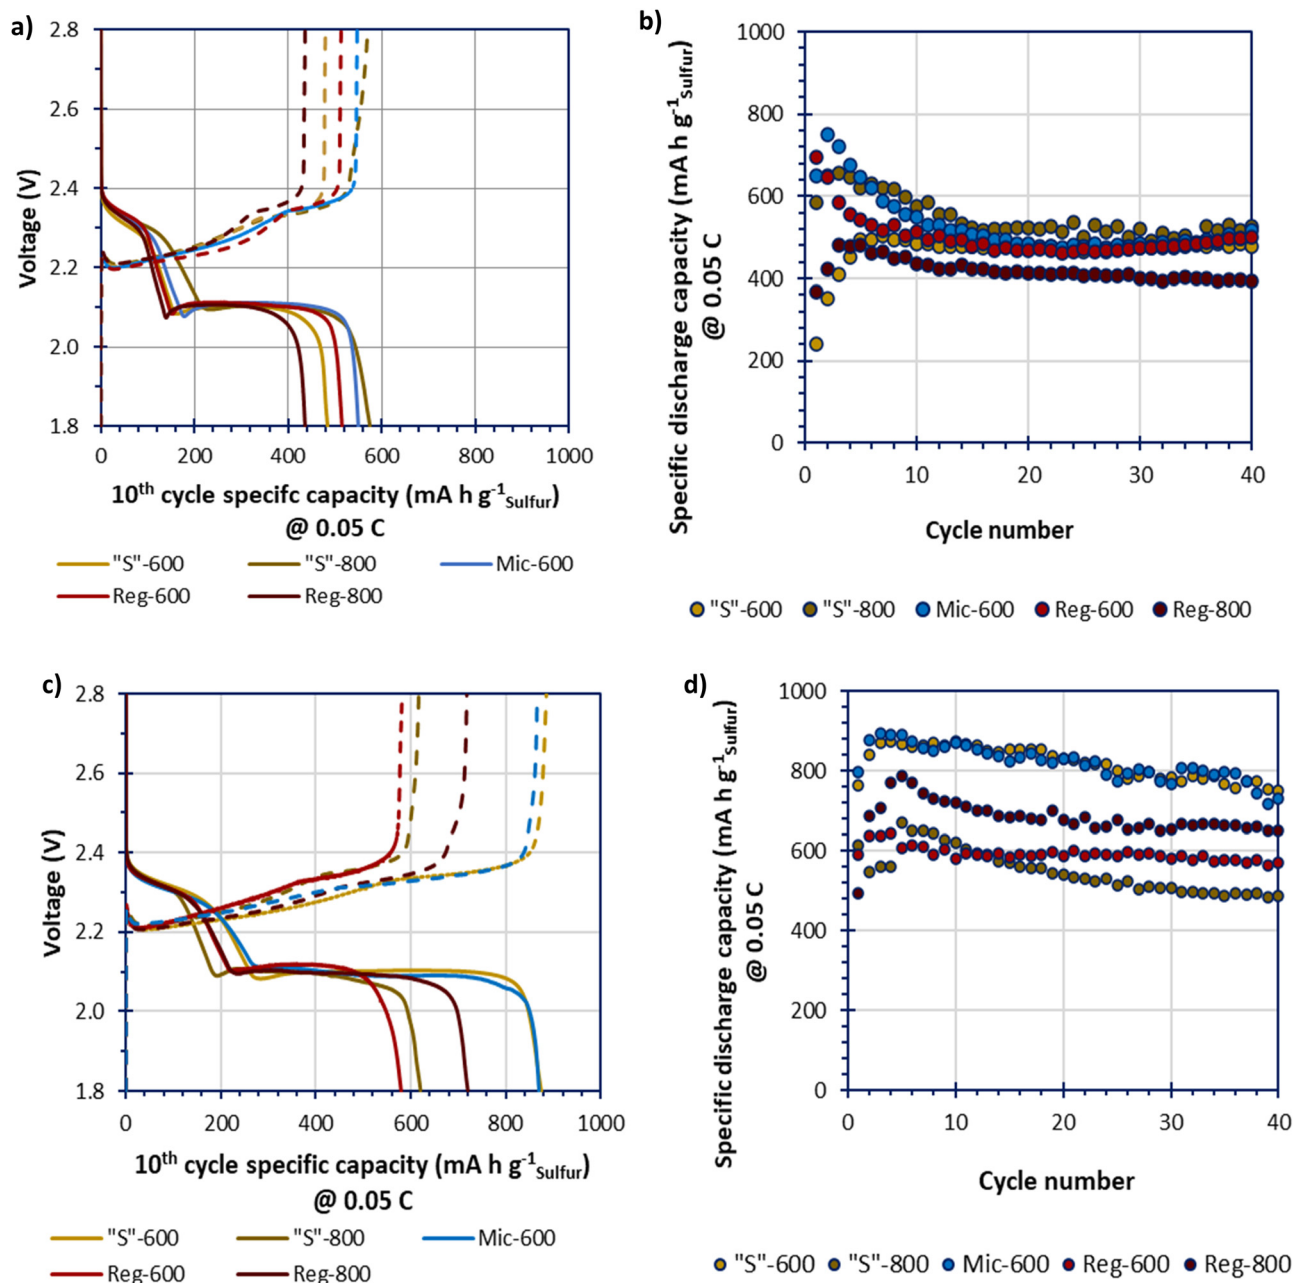 a)
2.8
2.6
2.4
2.2
2.0
1.8
Voltage (V)
0 200 400 600 800 1000
10th cycle specifc capacity (mA h g-1Sulfur)
@ 0.05 C
"S"-600 "S"-800 Mic-600
Reg-600 Reg-800
b)
1000
800
600
400
200
0
Specific discharge capacity (mA h g-1Sulfur)
@ 0.05 C
0 10 20 30 40
Cycle number
"S"-600 "S"-800 Mic-600 Reg-600 Reg-800
c)
2.8
2.6
2.4
2.2
2.0
1.8
Voltage (V)
0 200 400 600 800 1000
10th cycle specific capacity (mA h g-1Sulfur)
@ 0.05 C
"S"-600 "S"-800 Mic-600
Reg-600 Reg-800
d)
1000
800
600
400
200
0
Specific discharge capacity (mA h g-1Sulfur)
@ 0.05 C
0 10 20 30 40
Cycle number
"S"-600 "S"-800 Mic-600 Reg-600 Reg-800